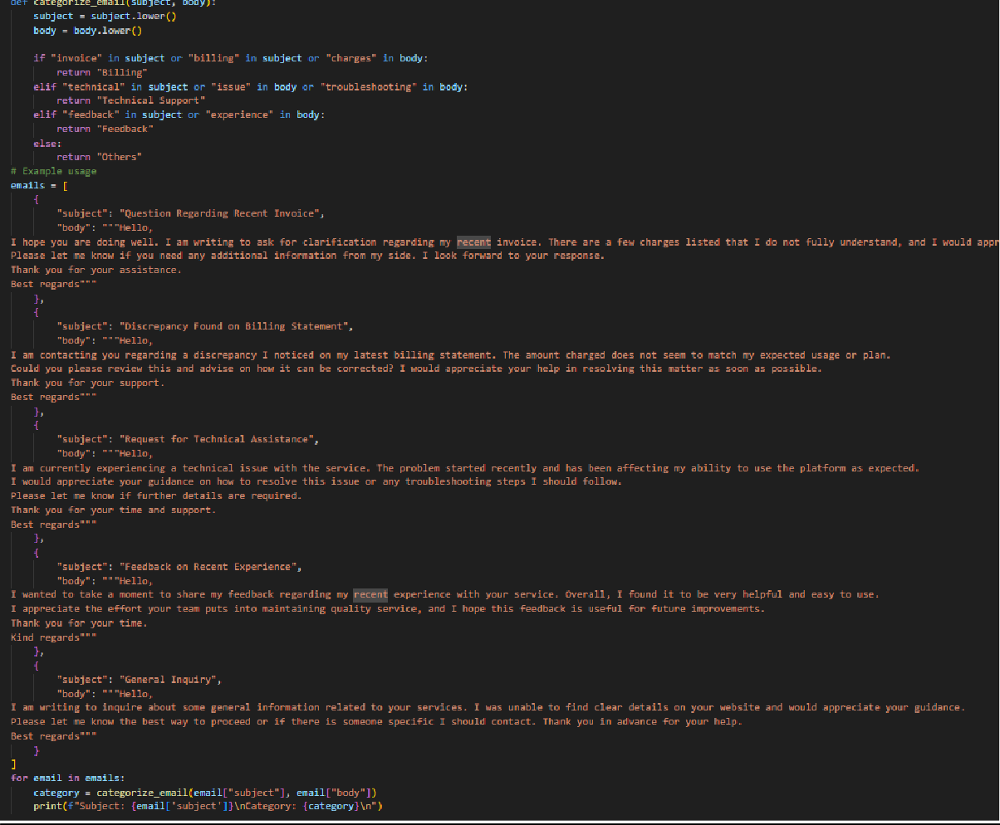 def categorize_email(subject, body):
    subject = subject.lower()
    body = body.lower()

    if "invoice" in subject or "billing" in subject or "charges" in body:
        return "Billing"
    elif "technical" in subject or "issue" in body or "troubleshooting" in body:
        return "Technical Support"
    elif "feedback" in subject or "experience" in body:
        return "Feedback"
    else:
        return "Others"
# Example usage
emails = [
    {
        "subject": "Question Regarding Recent Invoice",
        "body": """Hello,
I hope you are doing well. I am writing to ask for clarification regarding my recent invoice. There are a few charges listed that I do not fully understand, and I would appr
Please let me know if you need any additional information from my side. I look forward to your response.
Thank you for your assistance.
Best regards"""
    },
    {
        "subject": "Discrepancy Found on Billing Statement",
        "body": """Hello,
I am contacting you regarding a discrepancy I noticed on my latest billing statement. The amount charged does not seem to match my expected usage or plan.
Could you please review this and advise on how it can be corrected? I would appreciate your help in resolving this matter as soon as possible.
Thank you for your support.
Best regards"""
    },
    {
        "subject": "Request for Technical Assistance",
        "body": """Hello,
I am currently experiencing a technical issue with the service. The problem started recently and has been affecting my ability to use the platform as expected.
I would appreciate your guidance on how to resolve this issue or any troubleshooting steps I should follow.
Please let me know if further details are required.
Thank you for your time and support.
Best regards"""
    },
    {
        "subject": "Feedback on Recent Experience",
        "body": """Hello,
I wanted to take a moment to share my feedback regarding my recent experience with your service. Overall, I found it to be very helpful and easy to use.
I appreciate the effort your team puts into maintaining quality service, and I hope this feedback is useful for future improvements.
Thank you for your time.
Kind regards"""
    },
    {
        "subject": "General Inquiry",
        "body": """Hello,
I am writing to inquire about some general information related to your services. I was unable to find clear details on your website and would appreciate your guidance.
Please let me know the best way to proceed or if there is someone specific I should contact. Thank you in advance for your help.
Best regards"""
    }
]
for email in emails:
    category = categorize_email(email["subject"], email["body"])
    print(f"Subject: {email['subject']}\nCategory: {category}\n")